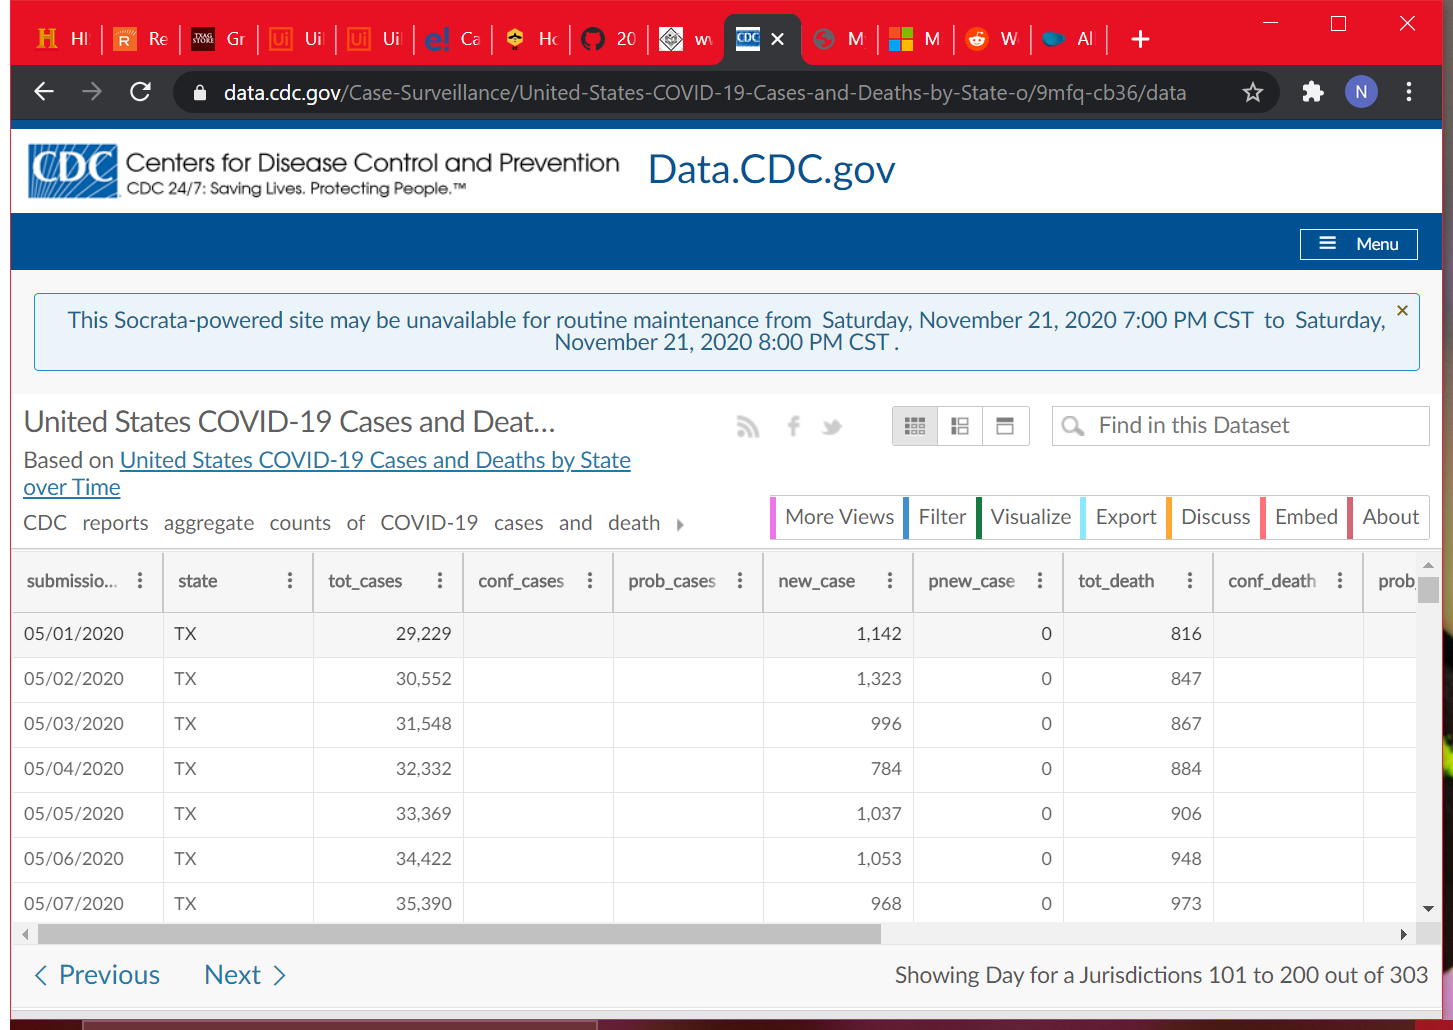 HI Re Gr Ui Ui Ca Ho 20 w M M W Al
data.cdc.gov/Case-Surveillance/United-States-COVID-19-Cases-and-Deaths-by-State-o/9mfq-cb36/data N
CDC Centers for Disease Control and Prevention Data.CDC.gov
CDC 24/7: Saving Lives. Protecting People.™
Menu
This Socrata-powered site may be unavailable for routine maintenance from Saturday, November 21, 2020 7:00 PM CST to Saturday,
November 21, 2020 8:00 PM CST .
United States COVID-19 Cases and Deat...
Find in this Dataset
Based on United States COVID-19 Cases and Deaths by State
over Time
CDC reports aggregate counts of COVID-19 cases and death
More Views Filter Visualize Export Discuss Embed About
submissio... state tot_cases conf_cases prob_cases new_case pnew_case tot_death conf_death prob_
05/01/2020 TX 29,229 1,142 0 816
05/02/2020 TX 30,552 1,323 0 847
05/03/2020 TX 31,548 996 0 867
05/04/2020 TX 32,332 784 0 884
05/05/2020 TX 33,369 1,037 0 906
05/06/2020 TX 34,422 1,053 0 948
05/07/2020 TX 35,390 968 0 973
Previous Next Showing Day for a Jurisdictions 101 to 200 out of 303